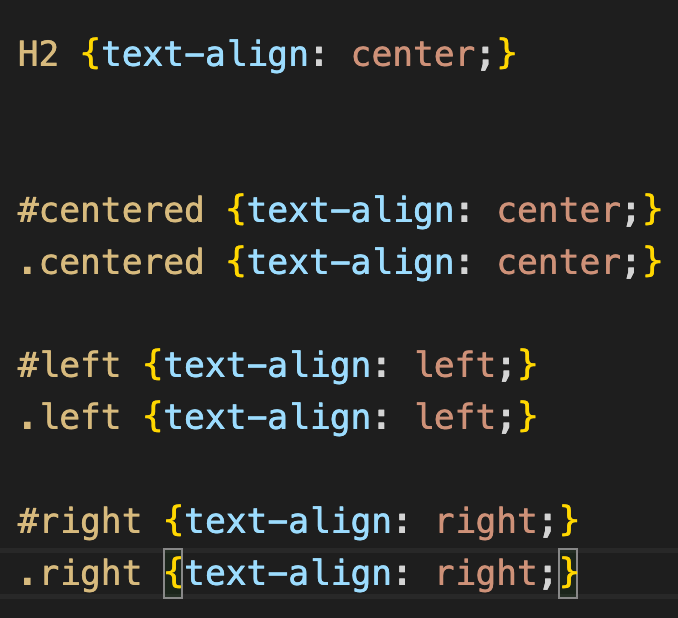 H2 {text-align: center;}
#centered {text-align: center;}
.centered {text-align: center;}
#left {text-align: left;}
.left {text-align: left;}
#right {text-align: right;}
.right {text-align: right;}